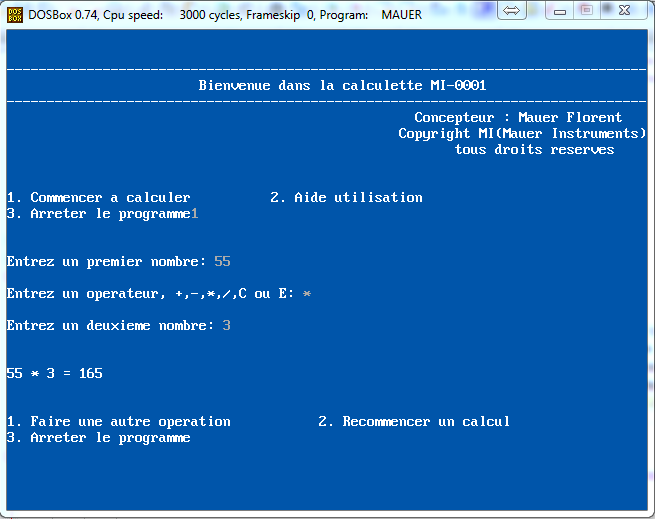 DOS
BOX
DOSBox 0.74, Cpu speed: 3000 cycles, Frameskip 0, Program: MAUER
Bienvenue dans la calculette MI-0001
Concepteur : Mauer Florent
Copyright MI(Mauer Instruments)
tous droits reserves
1. Commencer a calculer 2. Aide utilisation
3. Arreter le programme1
Entrez un premier nombre: 55
Entrez un operateur, +,-,*,/,C ou E: *
Entrez un deuxieme nombre: 3
55 * 3 = 165
1. Faire une autre operation 2. Recommencer un calcul
3. Arreter le programme